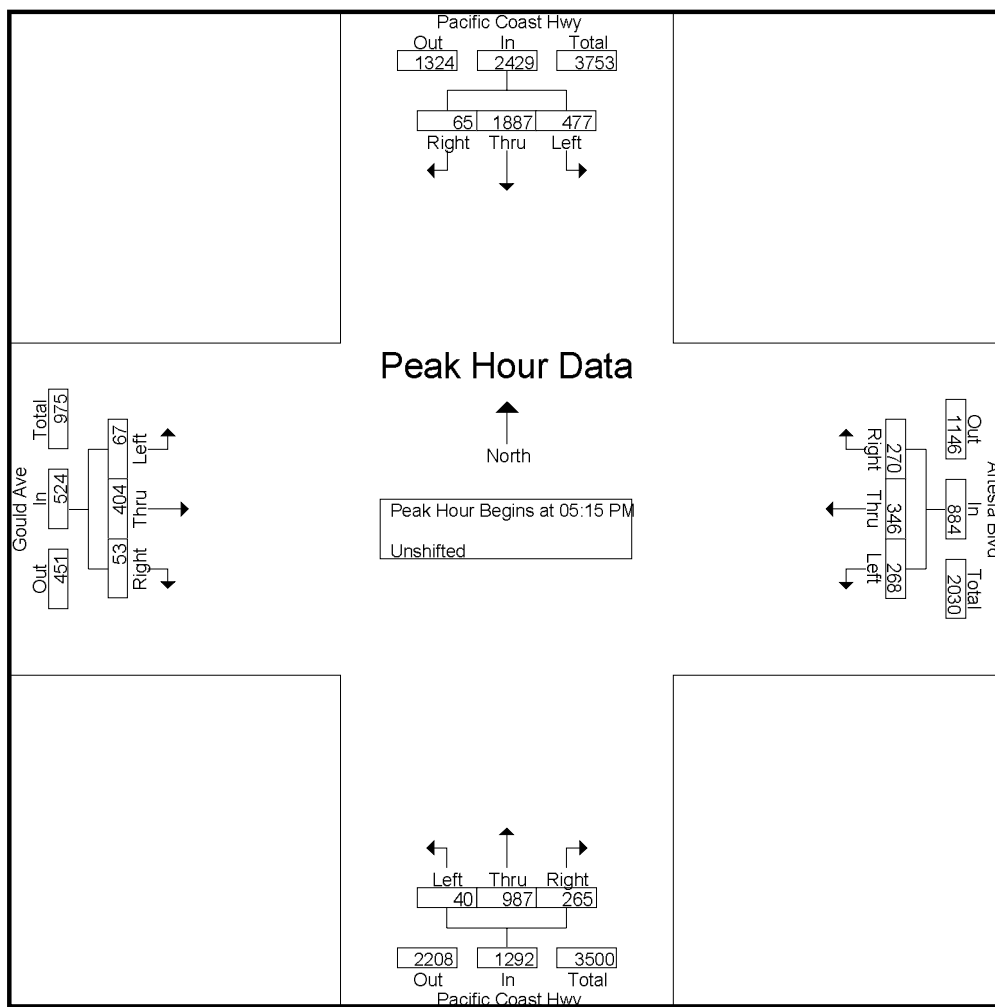 Pacific Coast Hwy
Out In Total
1324 2429 3753
65 1887 477
Right Thru Left
Peak Hour Data
North
Peak Hour Begins at 05:15 PM
Unshifted
Gould Ave
Out In Total
451 524 975
53 404 67
Right Thru Left
Artesia Blvd
Out In Total
1146 884 2030
270 346 268
Right Thru Left
Left Thru Right
40 987 265
2208 1292 3500
Out In Total
Pacific Coast Hwy